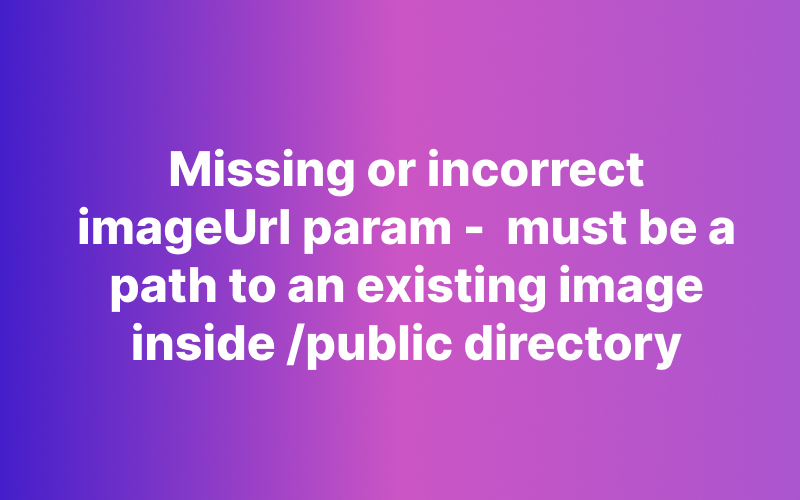 Missing or incorrect
imageUrl param -  must be a
path to an existing image
inside /public directory